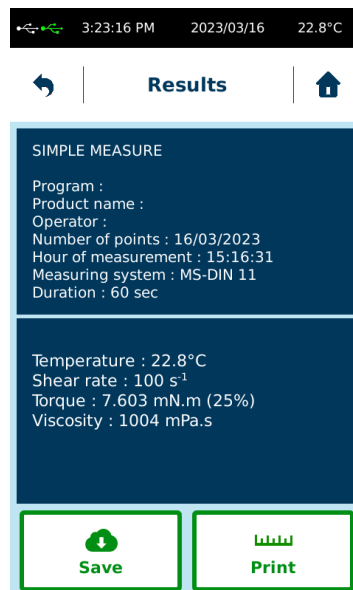 3:23:16 PM 2023/03/16 22.8°C
Results
SIMPLE MEASURE
Program :
Product name :
Operator :
Number of points : 16/03/2023
Hour of measurement : 15:16:31
Measuring system : MS-DIN 11
Duration : 60 sec
Temperature : 22.8°C
Shear rate : 100 s⁻¹
Torque : 7.603 mN.m (25%)
Viscosity : 1004 mPa.s
Save Print